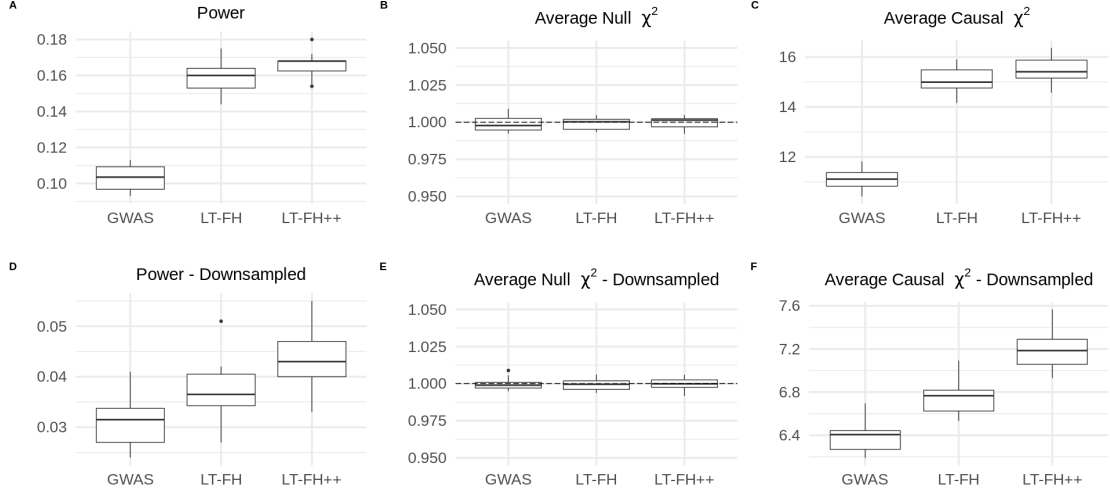 A
Power
0.18
0.16
0.14
0.12
0.10
GWAS LT-FH LT-FH++
B
Average Null χ²
1.050
1.025
1.000
0.975
0.950
GWAS LT-FH LT-FH++
C
Average Causal χ²
16
14
12
GWAS LT-FH LT-FH++
D
Power - Downsampled
0.05
0.04
0.03
GWAS LT-FH LT-FH++
E
Average Null χ² - Downsampled
1.050
1.025
1.000
0.975
0.950
GWAS LT-FH LT-FH++
F
Average Causal χ² - Downsampled
7.6
7.2
6.8
6.4
GWAS LT-FH LT-FH++